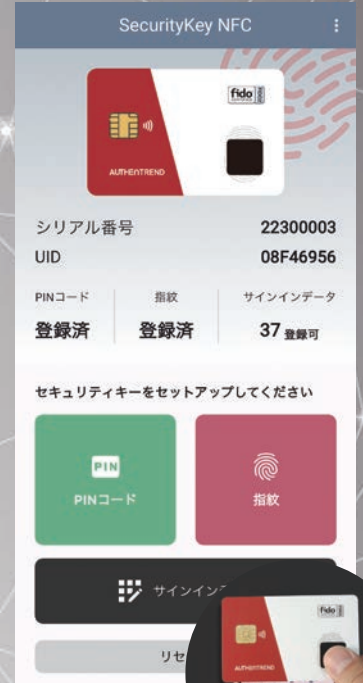 SecurityKey NFC
fido
AUTHENTREND
シリアル番号 22300003
UID 08F46956
PINコード 指紋 サインインデータ
登録済 登録済 37 登録可
セキュリティキーをセットアップしてください
PIN
PINコード 指紋
サインイン
リセ
fido
AUTHENTREND